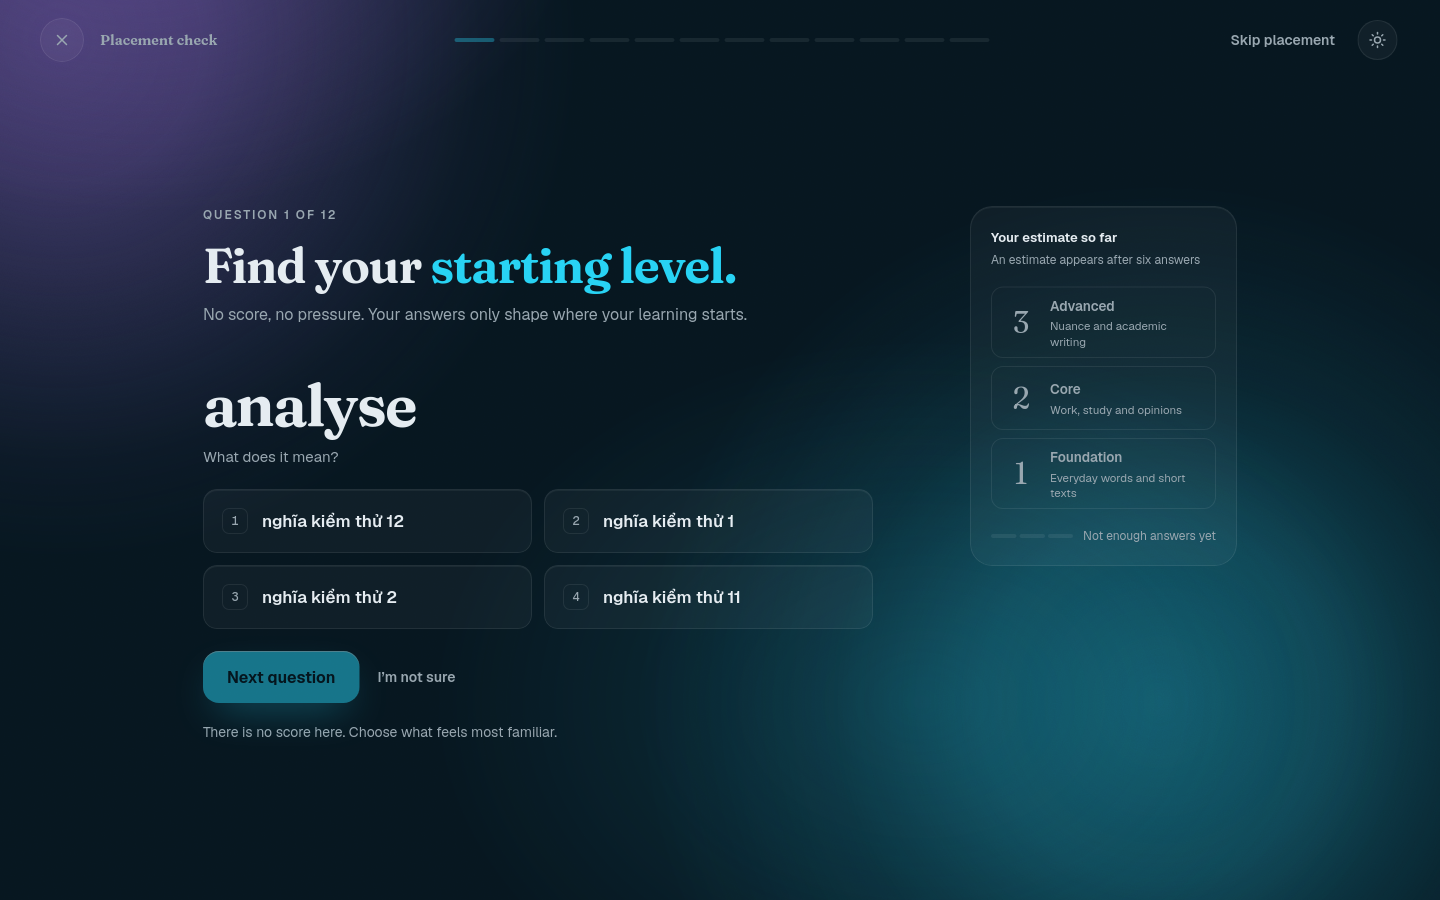 Placement check
Skip placement
QUESTION 1 OF 12
Find your starting level.
No score, no pressure. Your answers only shape where your learning starts.
analyse
What does it mean?
1 nghĩa kiểm thử 12
2 nghĩa kiểm thử 1
3 nghĩa kiểm thử 2
4 nghĩa kiểm thử 11
Next question
I'm not sure
There is no score here. Choose what feels most familiar.
Your estimate so far
An estimate appears after six answers
3
Advanced
Nuance and academic
writing
2
Core
Work, study and opinions
1
Foundation
Everyday words and short
texts
Not enough answers yet